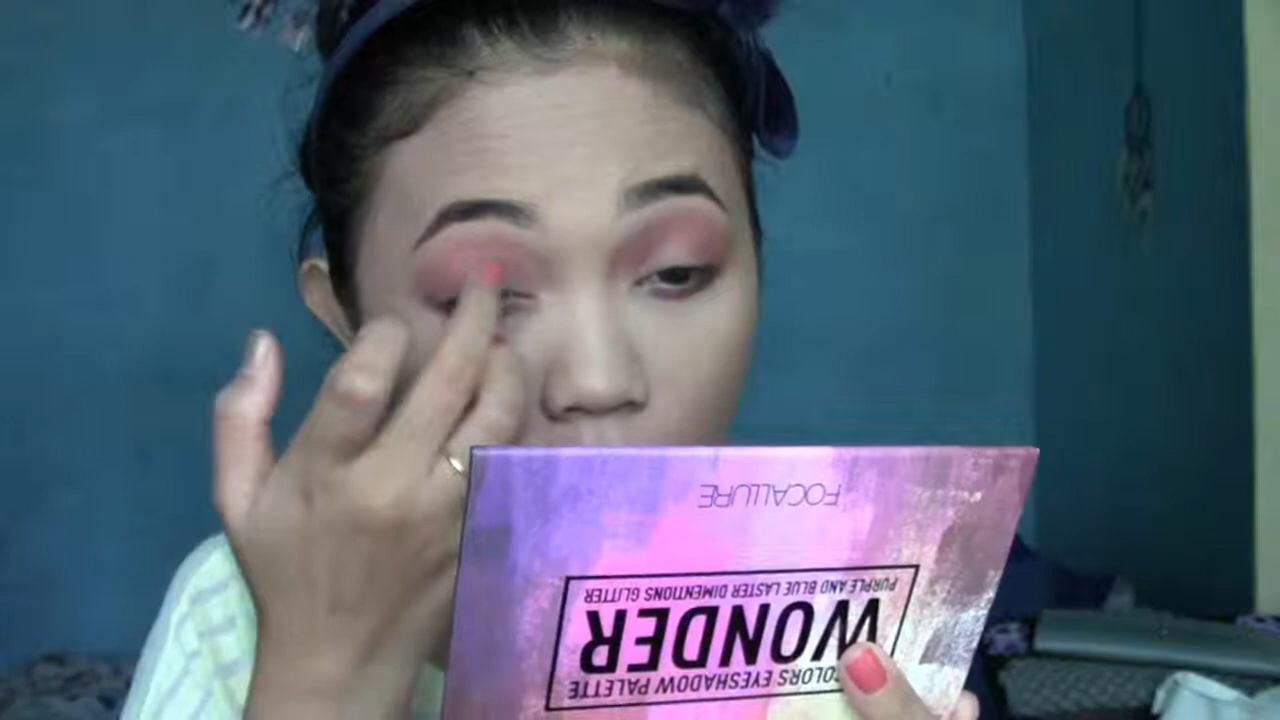 COLORS EYESHADOW PALETTE
WONDER
PURPLE AND BLUE LASTER DIMENTIONS GLITTER
FOCALLURE